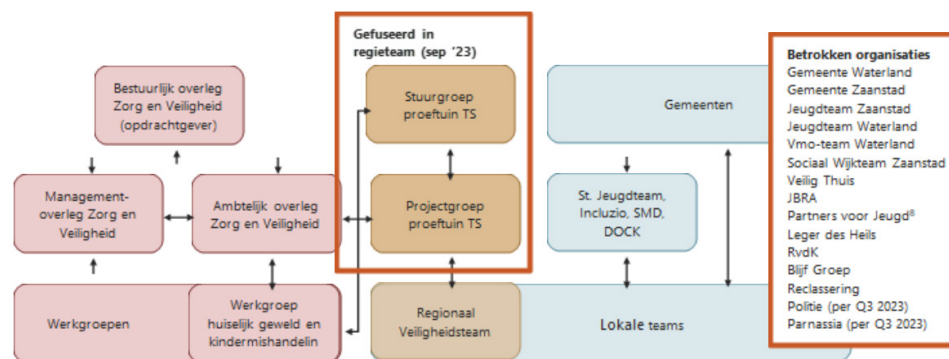 Gefuseerd in
regieteam (sep ‘23)
Bestuurlijk overleg
Zorg en Veiligheid
(opdrachtgever)
Stuurgroep
proeftuin TS
Gemeenten
Management-
overleg Zorg en
Veiligheid
Ambtelijk overleg
Zorg en Veiligheid
Projectgroep
proeftuin TS
St. Jeugdteam,
Incluzio, SMD,
DOCK
Werkgroepen
Werkgroep
huiselijk geweld en
kindermishandelin
Regionaal
Veiligheidsteam
Lokale teams
Betrokken organisaties
Gemeente Waterland
Gemeente Zaanstad
Jeugdteam Zaanstad
Jeugdteam Waterland
Vmo-team Waterland
Sociaal Wijkteam Zaanstad
Veilig Thuis
JBRA
Partners voor Jeugd⁸
Leger des Heils
RvdK
Blijf Groep
Reclassering
Politie (per Q3 2023)
Parnassia (per Q3 2023)